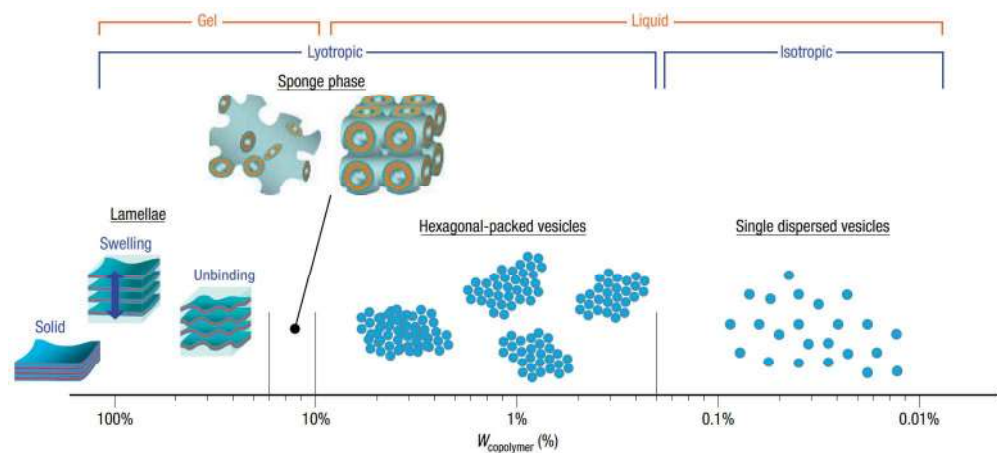 Gel
Liquid
Lyotropic
Isotropic
Sponge phase
Lamellae
Swelling
Unbinding
Solid
Hexagonal-packed vesicles
Single dispersed vesicles
100%
10%
1%
0.1%
0.01%
Wcopolymer (%)